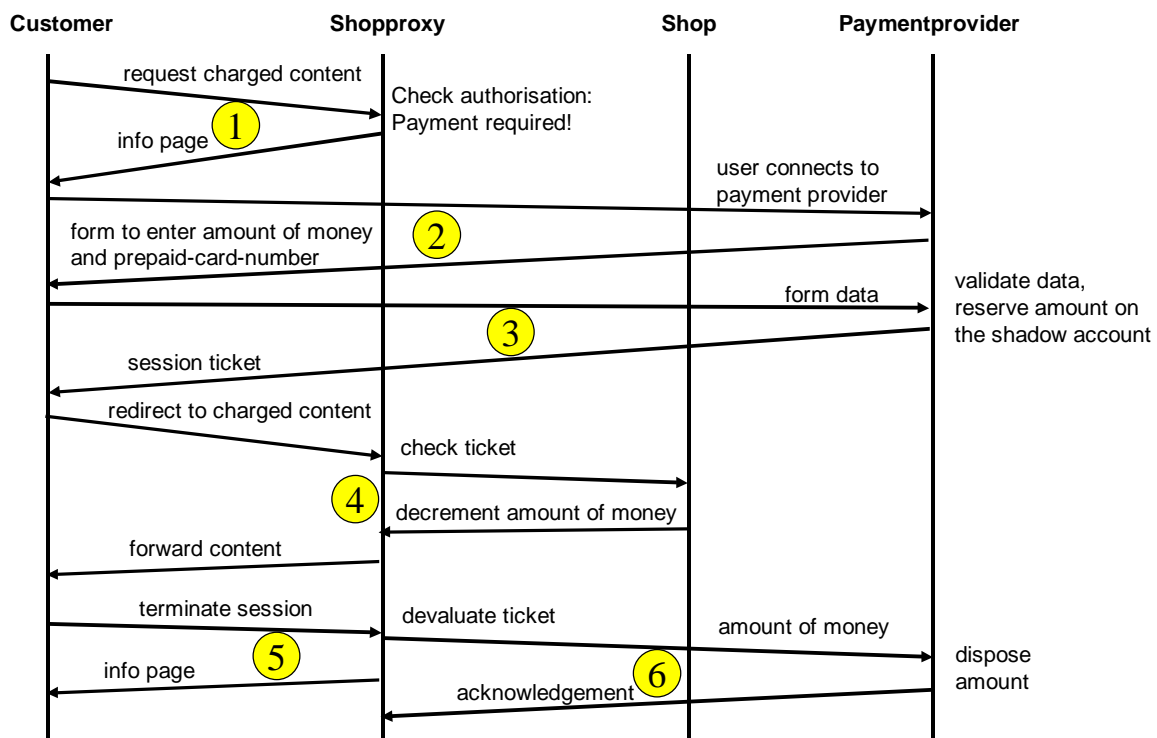 Customer
Shopproxy
Shop
Paymentprovider
request charged content
Check authorisation:
Payment required!
1
info page
user connects to
payment provider
form to enter amount of money
and prepaid-card-number
2
form data
validate data,
reserve amount on
the shadow account
3
session ticket
redirect to charged content
check ticket
4
decrement amount of money
forward content
terminate session
devaluate ticket
amount of money
5
info page
6
dispose
amount
acknowledgement